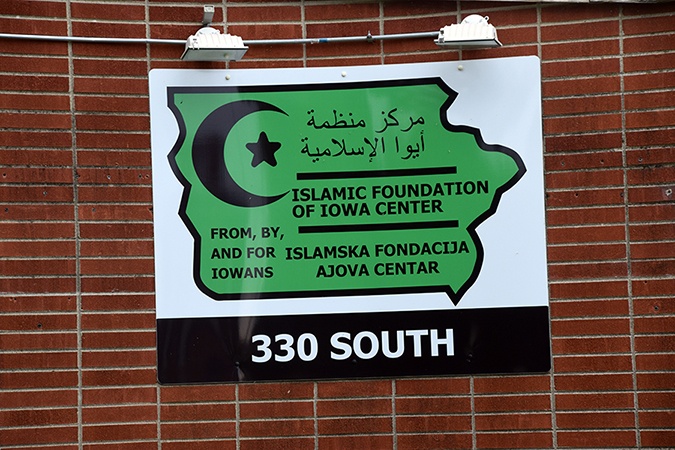 مركز منظمة
أيوا الإسلامية
ISLAMIC FOUNDATION
OF IOWA CENTER
FROM, BY,
AND FOR
IOWANS
ISLAMSKA FONDACIJA
AJOVA CENTAR
330 SOUTH